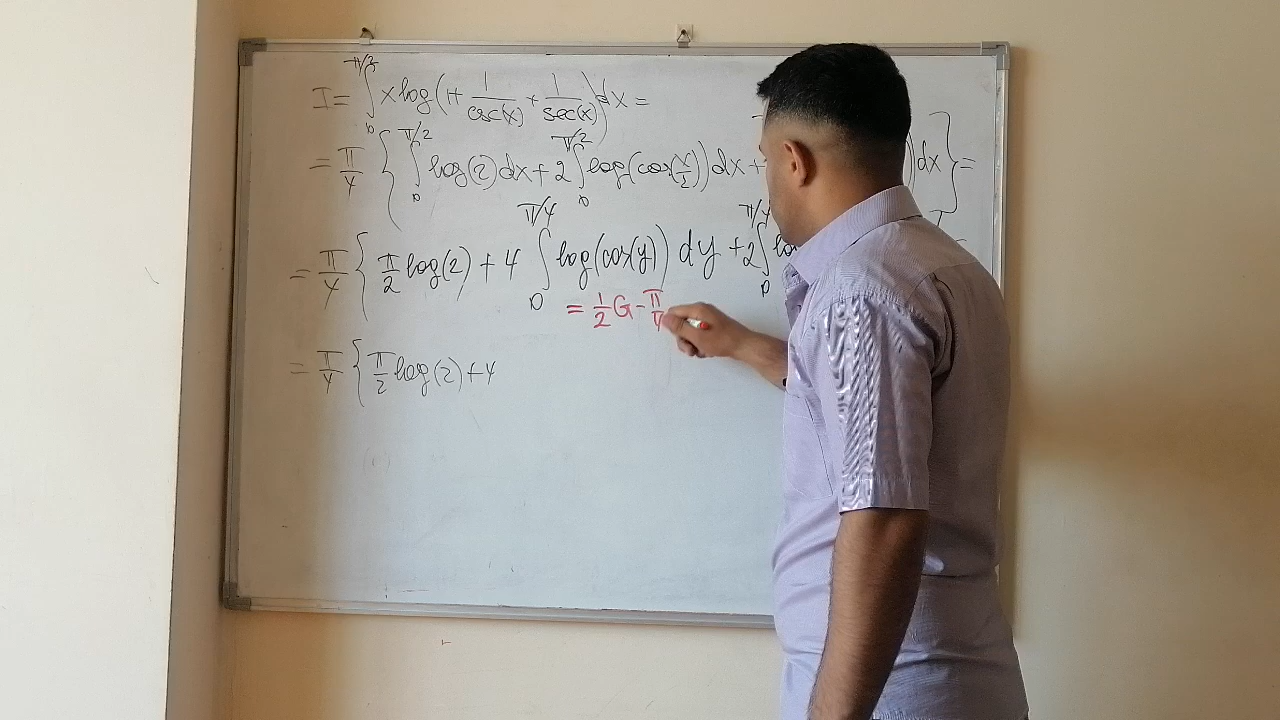 I = ∫₀^{π/2} x log(1 + 1/csc(x) + 1/sec(x)) dx =
= π/4 { ∫₀^{π/2} log(2) dx + 2 ∫₀^{π/2} log(cos(x/2)) dx + ) dx } =
= π/4 { π/2 log(2) + 4 ∫₀^{π/4} log(cos(y)) dy + 2 ∫₀^{π/4} lo
= 1/2 G - π/4
= π/4 { π/2 log(2) + 4